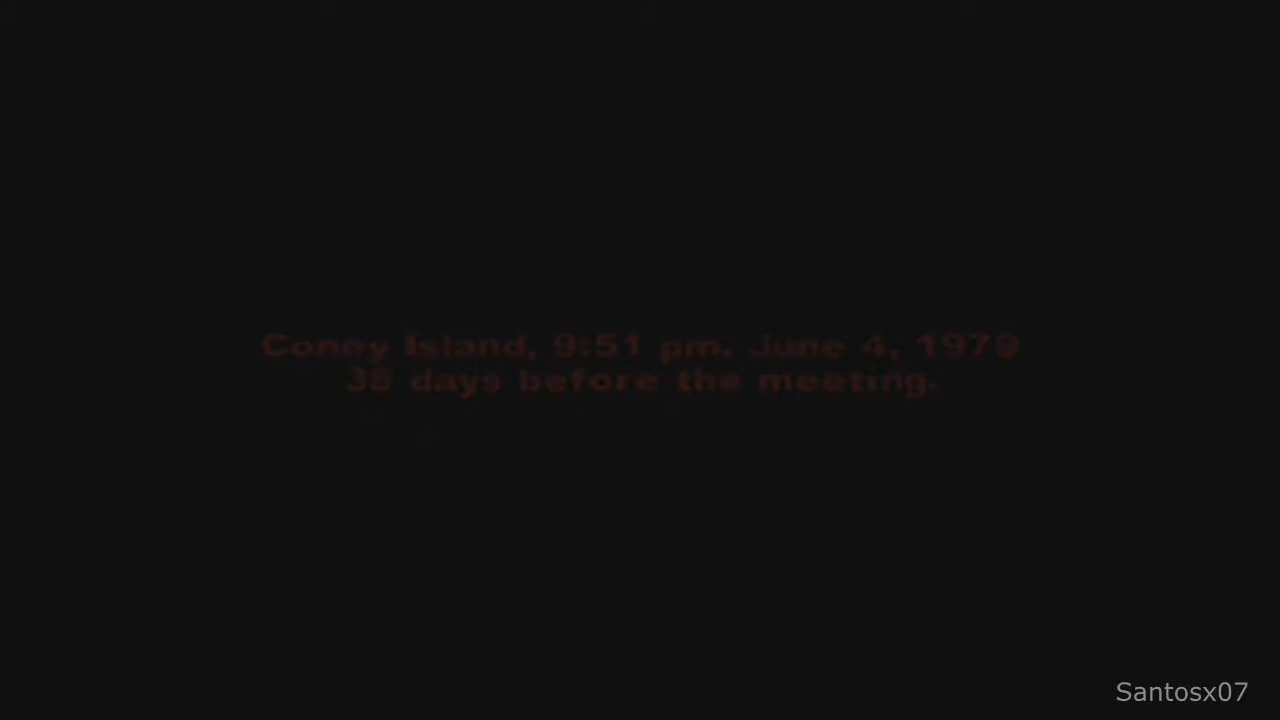 Coney Island, 9:51 pm. June 4, 1979
38 days before the meeting.
Santosx07